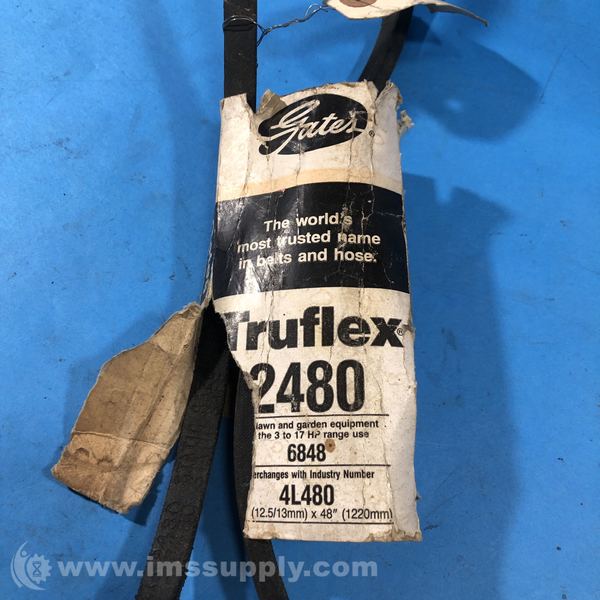 Gates®
The world's
most trusted name
in belts and hose.
Truflex®
2480
lawn and garden equipment
the 3 to 17 HP range use
6848
erchanges with Industry Number
4L480
(12.5/13mm) x 48" (1220mm)
www.imssupply.com